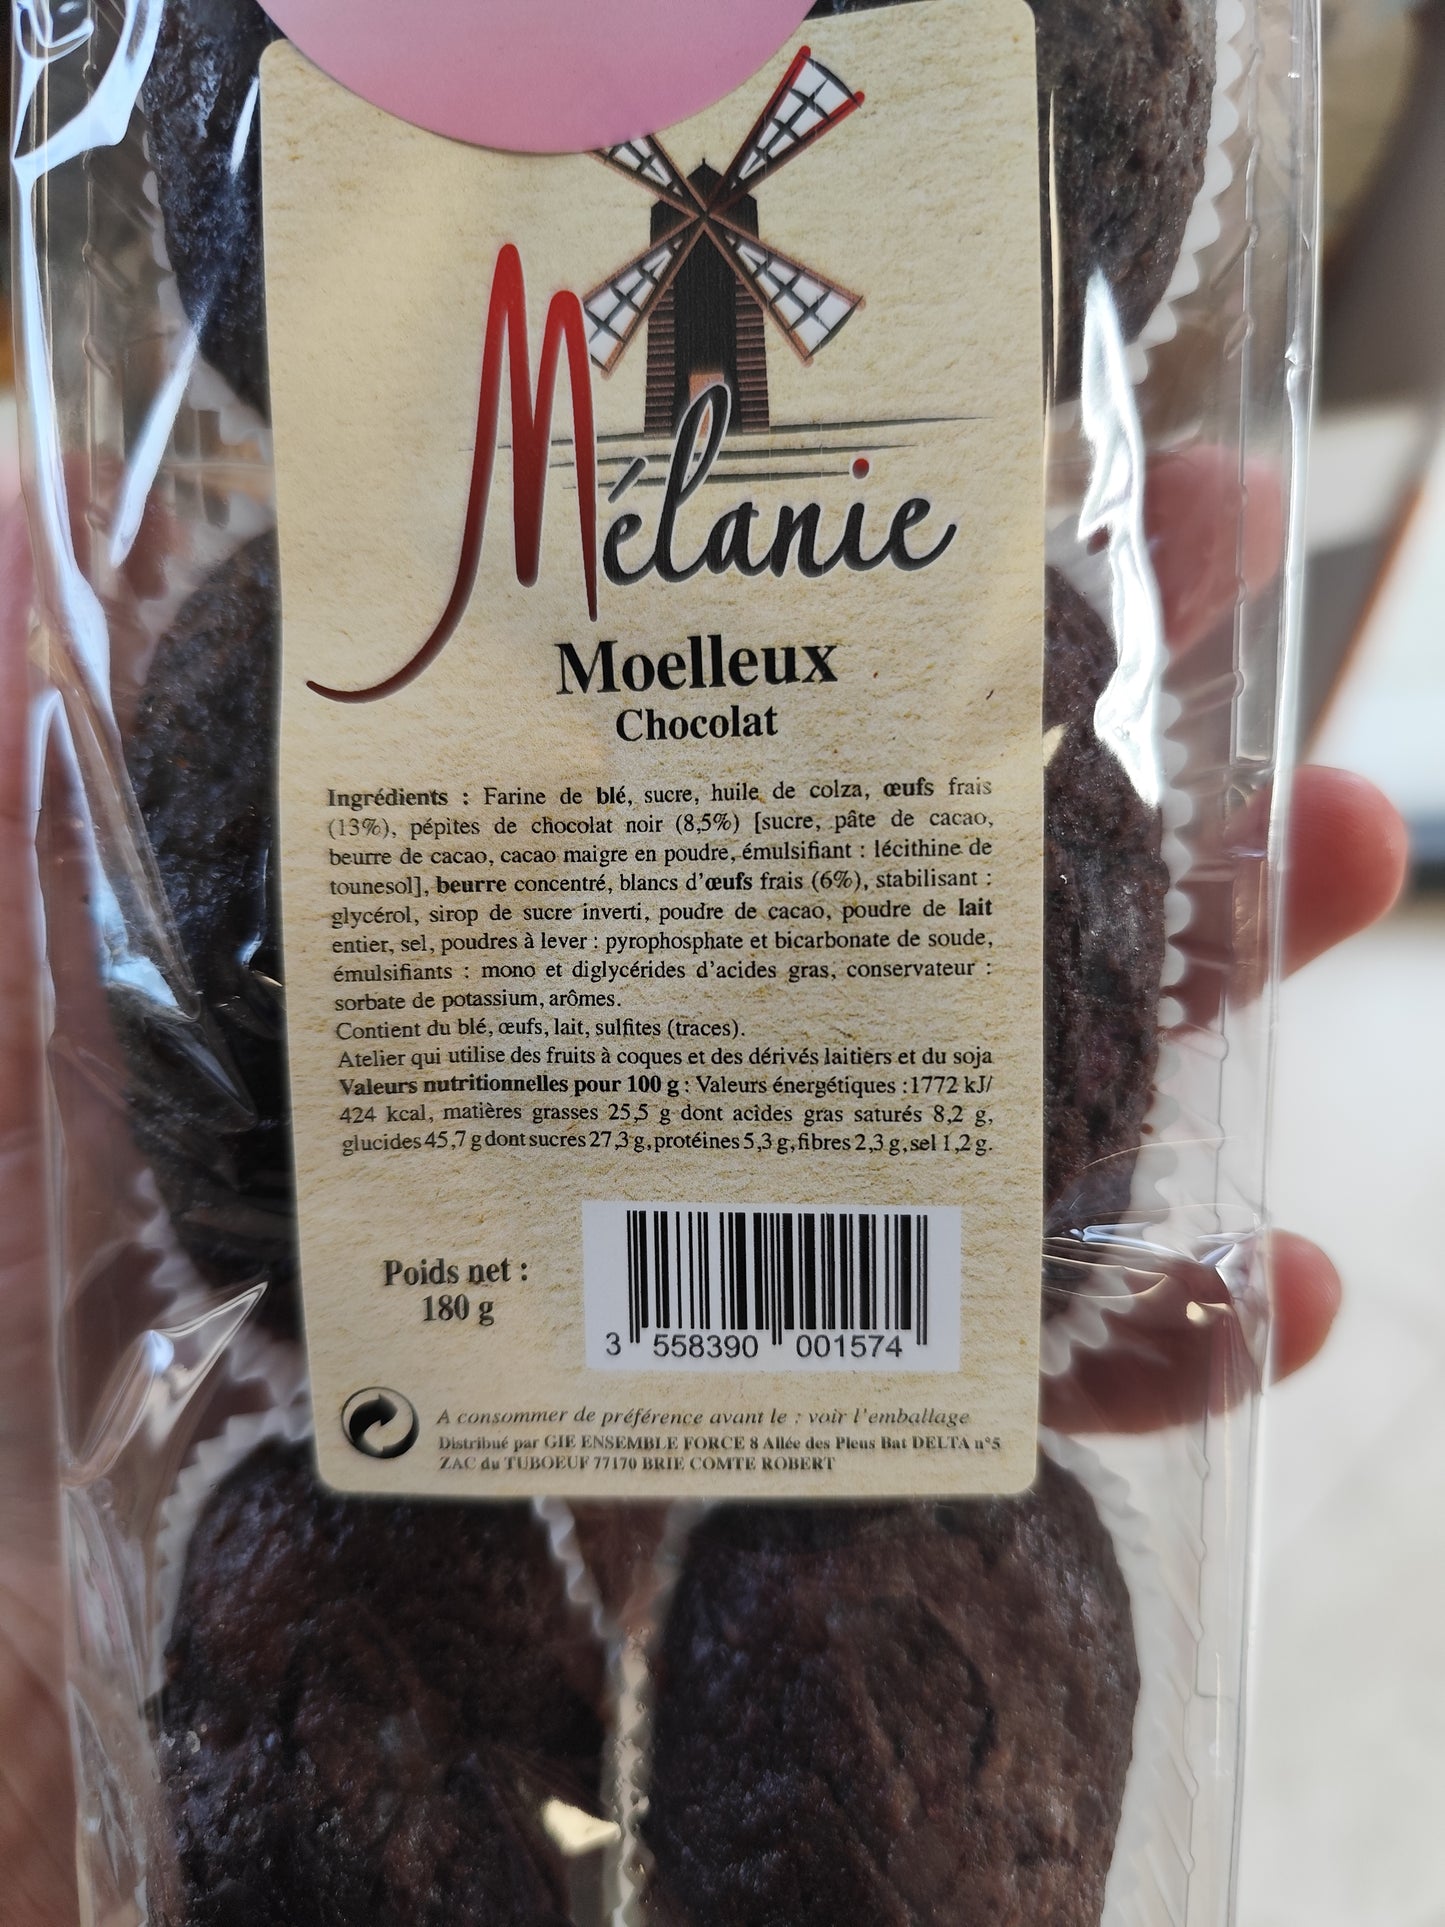 Mélanie
Moelleux
Chocolat
Ingrédients : Farine de blé, sucre, huile de colza, œufs frais
(13%), pépites de chocolat noir (8,5%) [sucre, pâte de cacao,
beurre de cacao, cacao maigre en poudre, émulsifiant : lécithine de
tounesol], beurre concentré, blancs d'œufs frais (6%), stabilisant :
glycérol, sirop de sucre inverti, poudre de cacao, poudre de lait
entier, sel, poudres à lever : pyrophosphate et bicarbonate de soude,
émulsifiants : mono et diglycérides d'acides gras, conservateur :
sorbate de potassium, arômes.
Contient du blé, œufs, lait, sulfites (traces).
Atelier qui utilise des fruits à coques et des dérivés laitiers et du soja
Valeurs nutritionnelles pour 100 g : Valeurs énergétiques : 1772 kJ/
424 kcal, matières grasses 25,5 g dont acides gras saturés 8,2 g,
glucides 45,7 g dont sucres 27,3 g, protéines 5,3 g, fibres 2,3 g, sel 1,2 g.
Poids net :
180 g
3 558390 001574
A consommer de préférence avant le : voir l'emballage
Distribué par GIE ENSEMBLE FORCE 8 Allée des Pleus Bat DELTA n°5
ZAC du TUBOEUF 77170 BRIE COMTE ROBERT